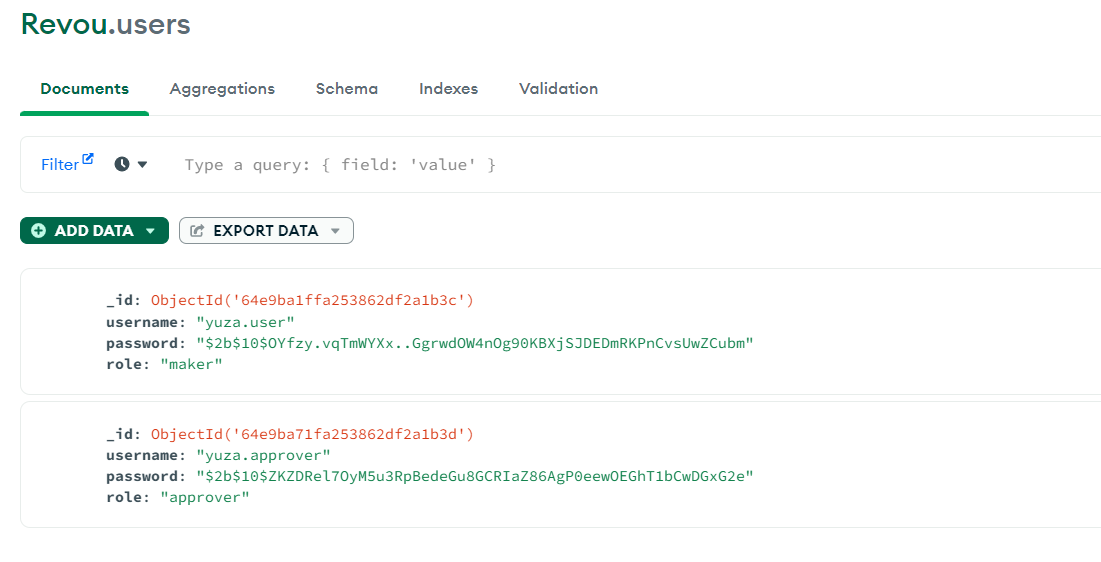 Revou.users
Documents Aggregations Schema Indexes Validation
Filter Type a query: { field: 'value' }
ADD DATA EXPORT DATA
_id: ObjectId('64e9ba1ffa253862df2a1b3c')
username: "yuza.user"
password: "$2b$10$OYfzy.vqTmWYXx..GgrwdOW4nOg90KBXjSJDEDmRKPnCvsUwZCubm"
role: "maker"
_id: ObjectId('64e9ba71fa253862df2a1b3d')
username: "yuza.approver"
password: "$2b$10$ZKZDRel7OyM5u3RpBedeGu8GCRIaZ86AgP0eewOEGhT1bCwDGxG2e"
role: "approver"